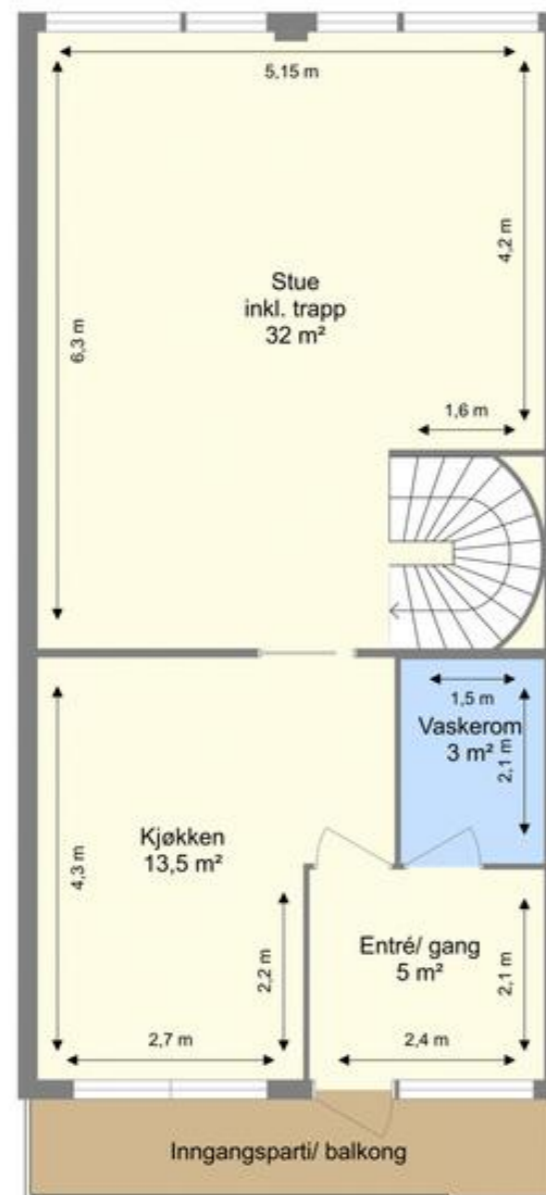 5,15 m
4,2 m
6,3 m
Stue
inkl. trapp
32 m²
1,6 m
1,5 m
Vaskerom
3 m²
2,1 m
Kjøkken
13,5 m²
4,3 m
2,2 m
Entré/ gang
5 m²
2,1 m
2,7 m
2,4 m
Inngangsparti/ balkong